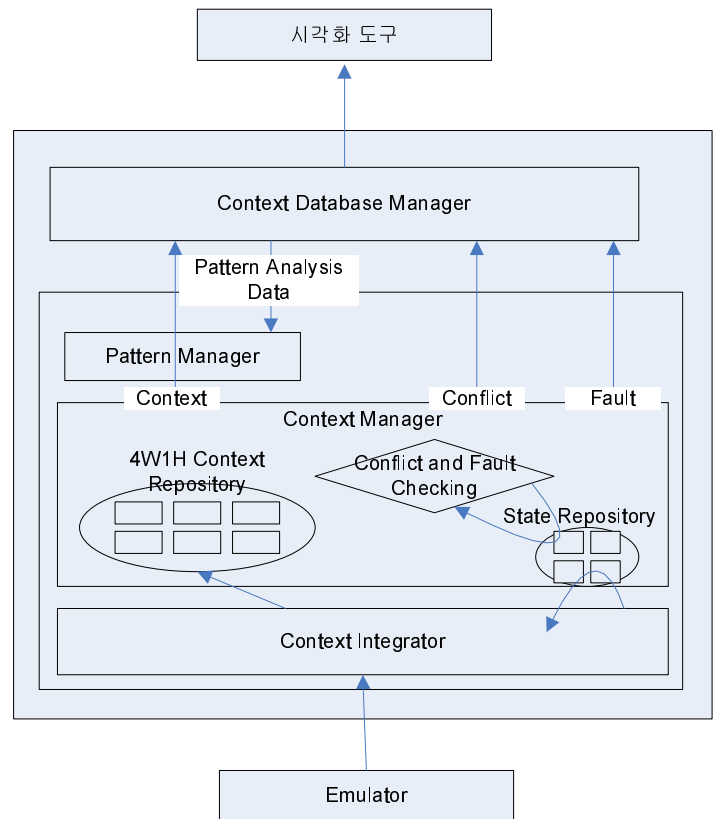 시각화 도구
Context Database Manager
Pattern Analysis
Data
Pattern Manager
Context
Conflict
Fault
Context Manager
4W1H Context
Repository
Conflict and Fault
Checking
State Repository
Context Integrator
Emulator